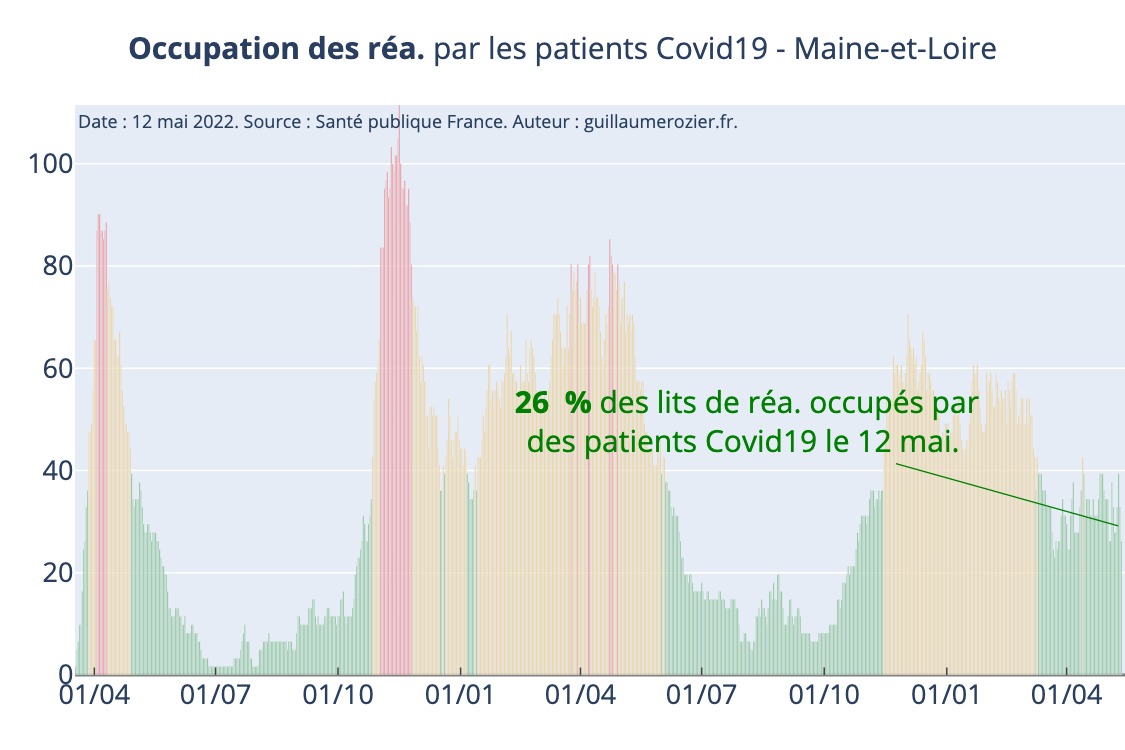 Occupation des réa. par les patients Covid19 - Maine-et-Loire
Date : 12 mai 2022. Source : Santé publique France. Auteur : guillaumerozier.fr.
100
80
60
26 % des lits de réa. occupés par
des patients Covid19 le 12 mai.
40
20
0
01/04 01/07 01/10 01/01 01/04 01/07 01/10 01/01 01/04